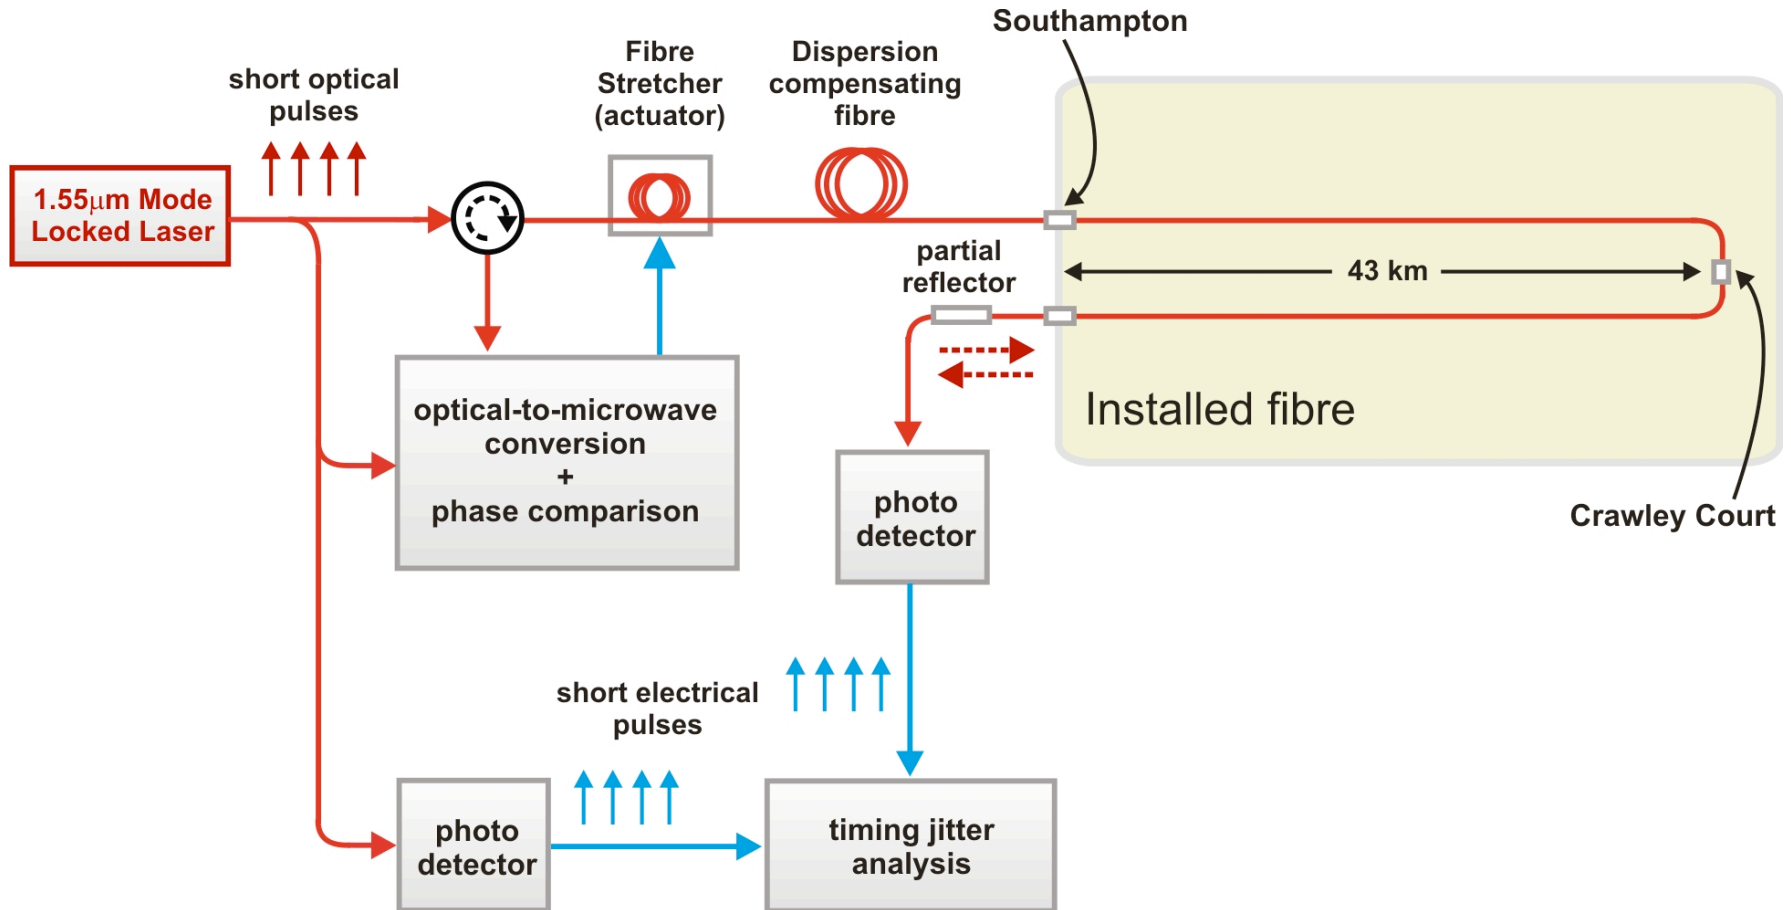 Southampton
short optical
pulses
Fibre
Stretcher
(actuator)
Dispersion
compensating
fibre
1.55μm Mode
Locked Laser
partial
reflector
43 km
Installed fibre
Crawley Court
optical-to-microwave
conversion
+
phase comparison
photo
detector
short electrical
pulses
photo
detector
timing jitter
analysis